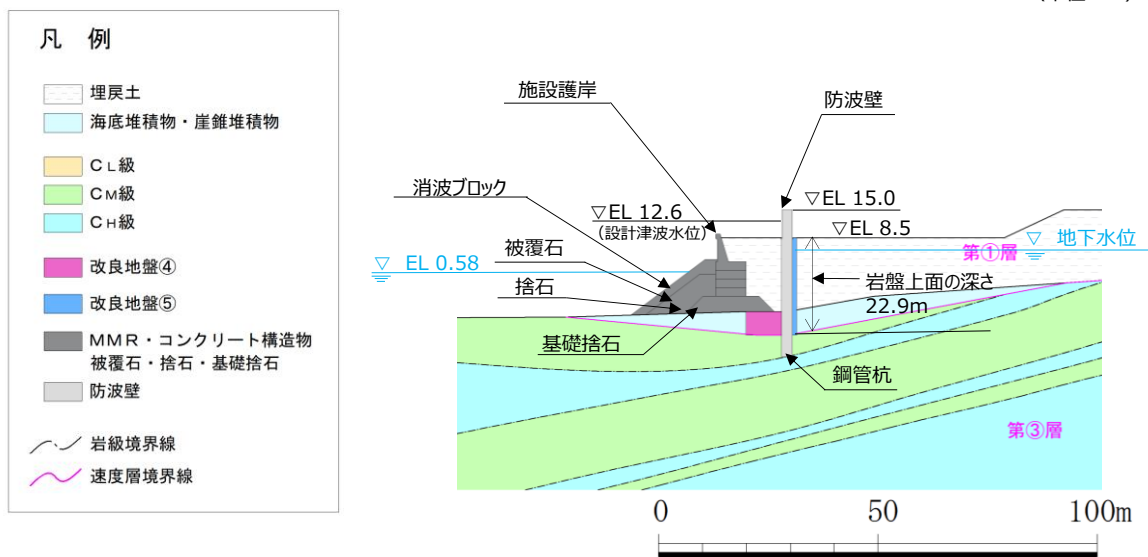 凡 例
埋戻土
海底堆積物・崖錐堆積物
CL級
CM級
CH級
改良地盤④
改良地盤⑤
MMR・コンクリート構造物
被覆石・捨石・基礎捨石
防波壁
岩級境界線
速度層境界線
施設護岸
防波壁
消波ブロック
▽EL 15.0
▽EL 12.6
(設計津波水位)
▽EL 8.5
▽ 地下水位
第①層
被覆石
▽ EL 0.58
捨石
岩盤上面の深さ
22.9m
基礎捨石
鋼管杭
第③層
0 50 100m